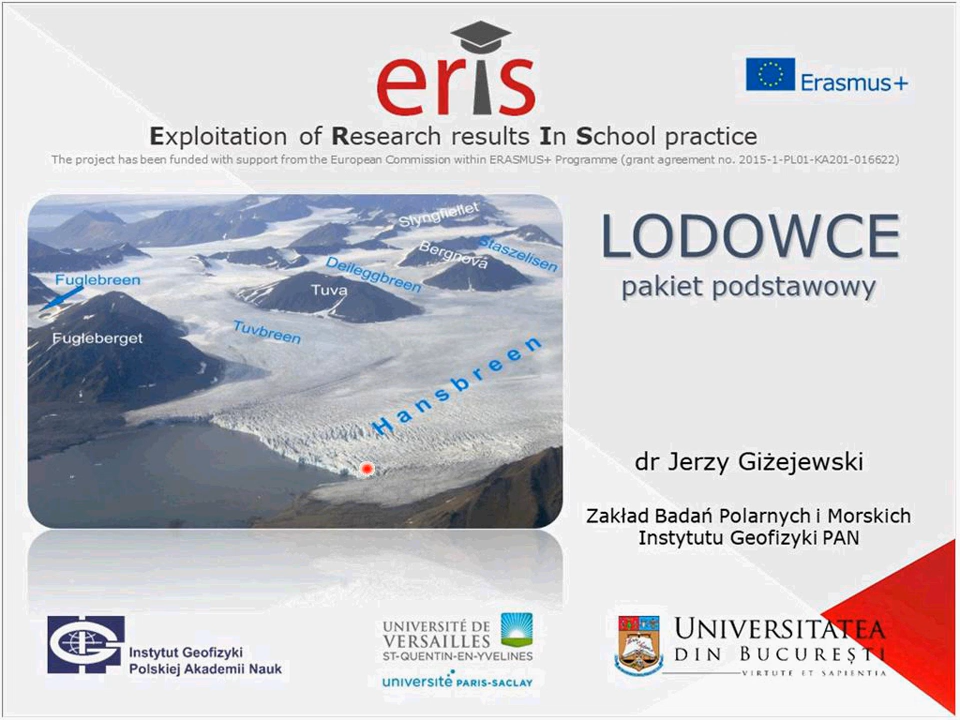 eris
Erasmus+
Exploitation of Research results In School practice
The project has been funded with support from the European Commission within ERASMUS+ Programme (grant agreement no. 2015-1-PL01-KA201-016622)
LODOWCE
pakiet podstawowy
Slyngfjellet
Bergnova
Staszelisen
Deileggbreen
Fuglebreen
Tuva
Tuvbreen
Fugleberget
Hansbreen
dr Jerzy Giżejewski
Zakład Badań Polarnych i Morskich
Instytutu Geofizyki PAN
Instytut Geofizyki
Polskiej Akademii Nauk
UNIVERSITÉ DE
VERSAILLES
ST-QUENTIN-EN-YVELINES
université PARIS-SACLAY
UNIVERSITATEA
DIN BUCUREȘTI
VIRTUTE ET SAPIENTIA